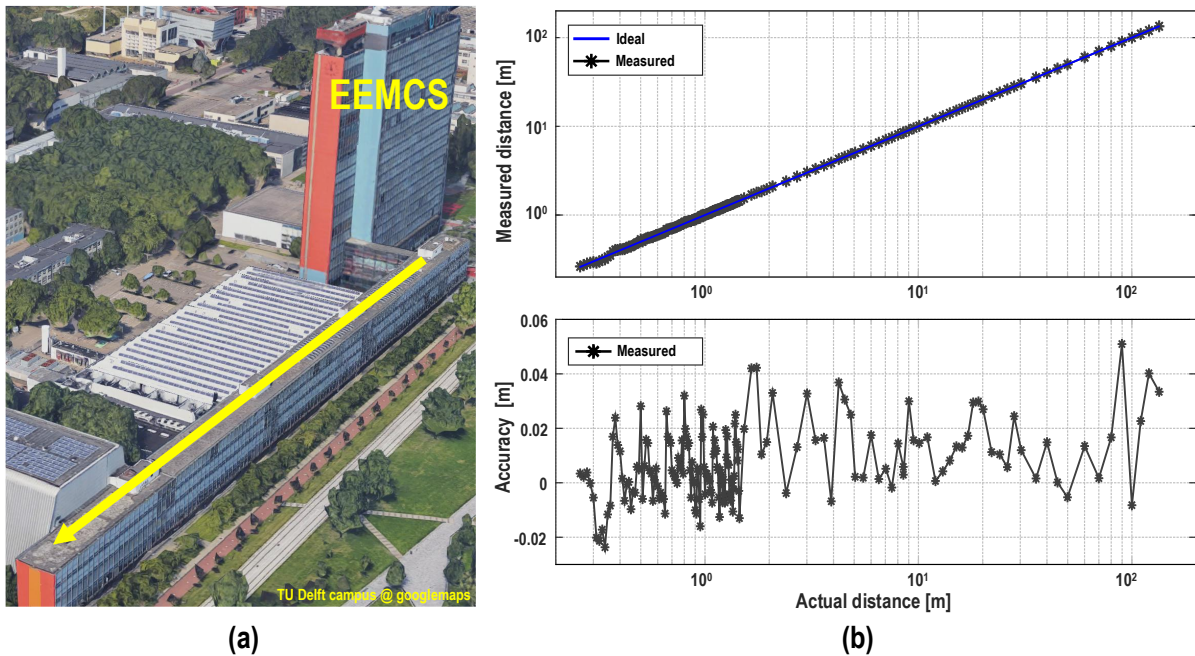 EEMCS
TU Delft campus @ googlemaps
(a)
Ideal
Measured
Measured distance [m]
10²
10¹
10⁰
10⁰
10¹
10²
Measured
Accuracy [m]
0.06
0.04
0.02
0
-0.02
10⁰
10¹
10²
Actual distance [m]
(b)